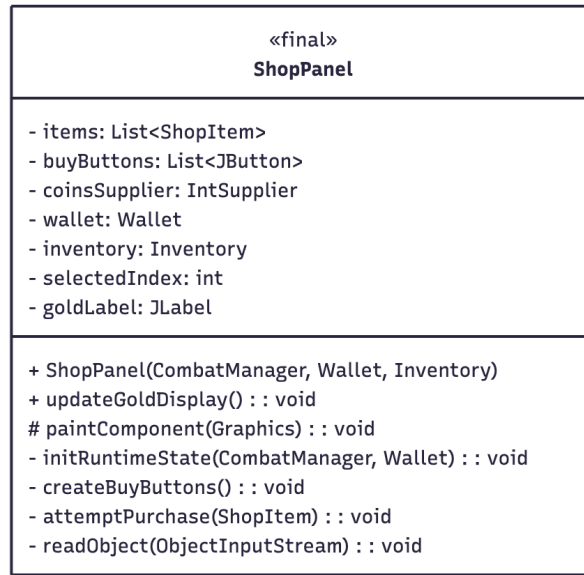 «final»
ShopPanel
- items: List<ShopItem>
- buyButtons: List<JButton>
- coinsSupplier: IntSupplier
- wallet: Wallet
- inventory: Inventory
- selectedIndex: int
- goldLabel: JLabel
+ ShopPanel(CombatManager, Wallet, Inventory)
+ updateGoldDisplay() : : void
# paintComponent(Graphics) : : void
- initRuntimeState(CombatManager, Wallet) : : void
- createBuyButtons() : : void
- attemptPurchase(ShopItem) : : void
- readObject(ObjectInputStream) : : void